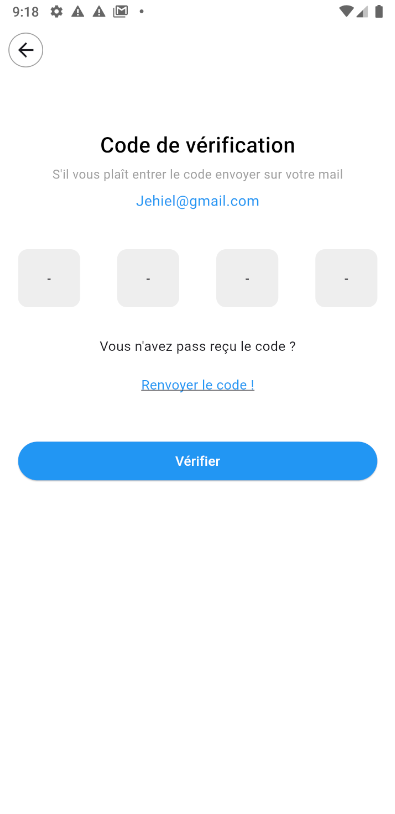 9:18
Code de vérification
S'il vous plaît entrer le code envoyer sur votre mail
Jehiel@gmail.com
- - - -
Vous n'avez pass reçu le code ?
Renvoyer le code !
Vérifier